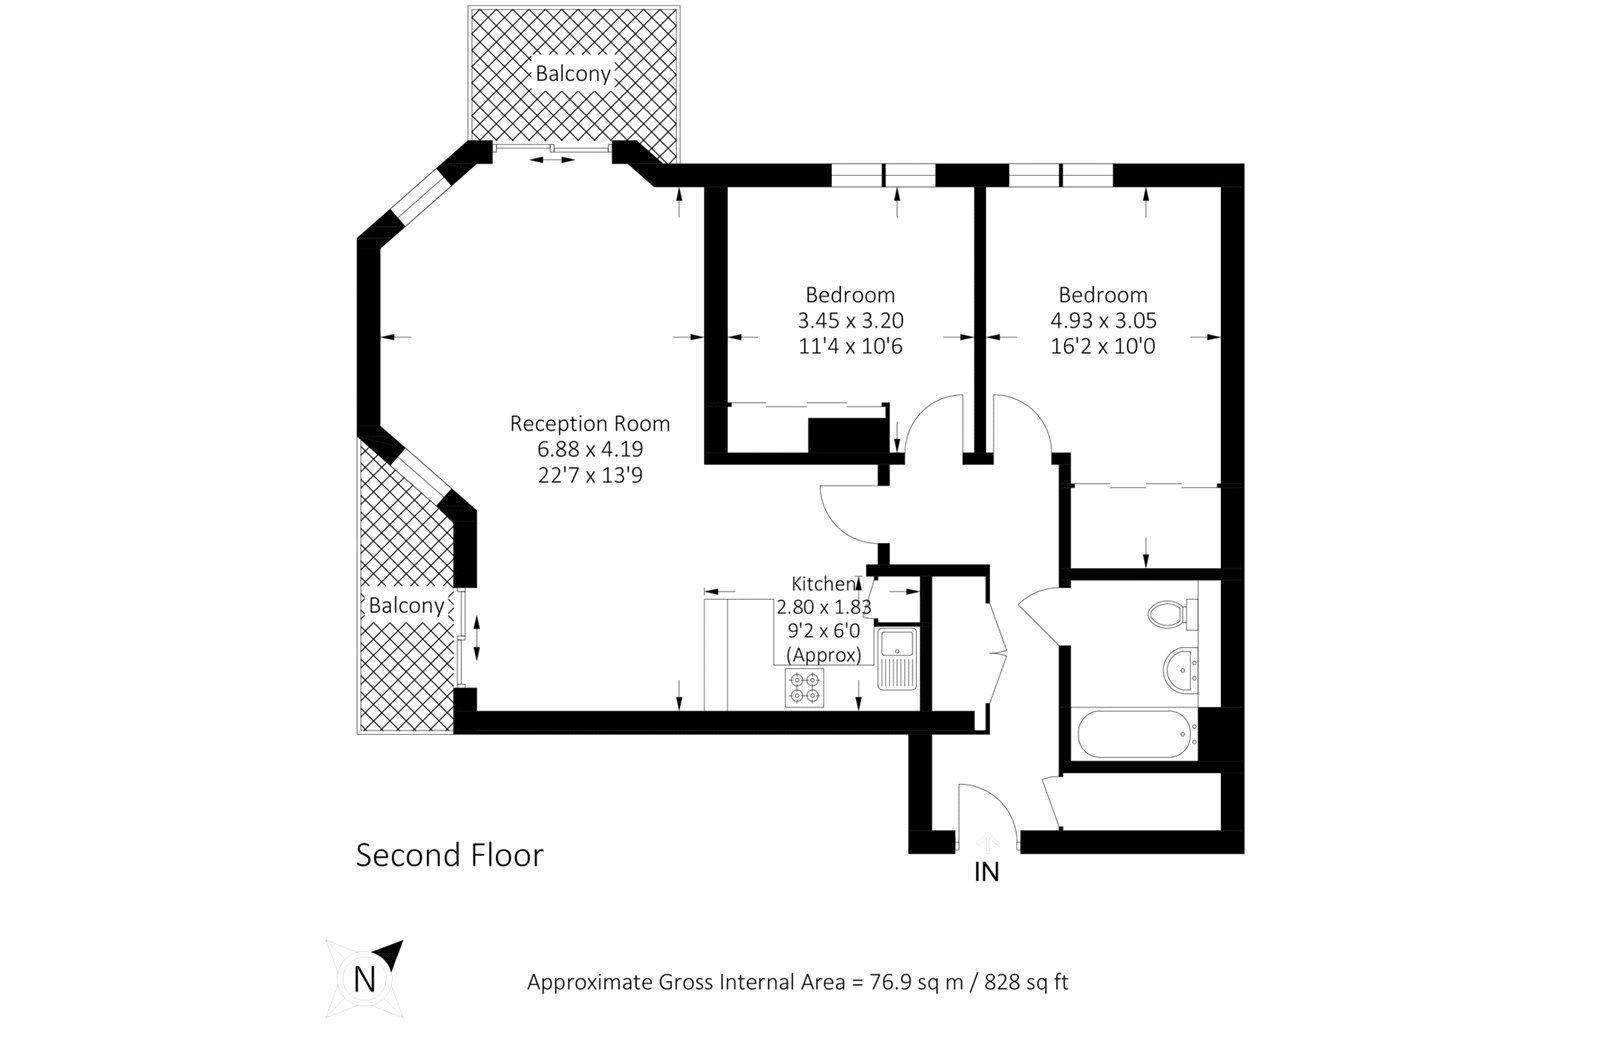 Balcony
Bedroom
3.45 x 3.20
11'4 x 10'6
Bedroom
4.93 x 3.05
16'2 x 10'0
Reception Room
6.88 x 4.19
22'7 x 13'9
Kitchen
2.80 x 1.83
9'2 x 6'0
(Approx)
Balcony
Second Floor
IN
N
Approximate Gross Internal Area = 76.9 sq m / 828 sq ft